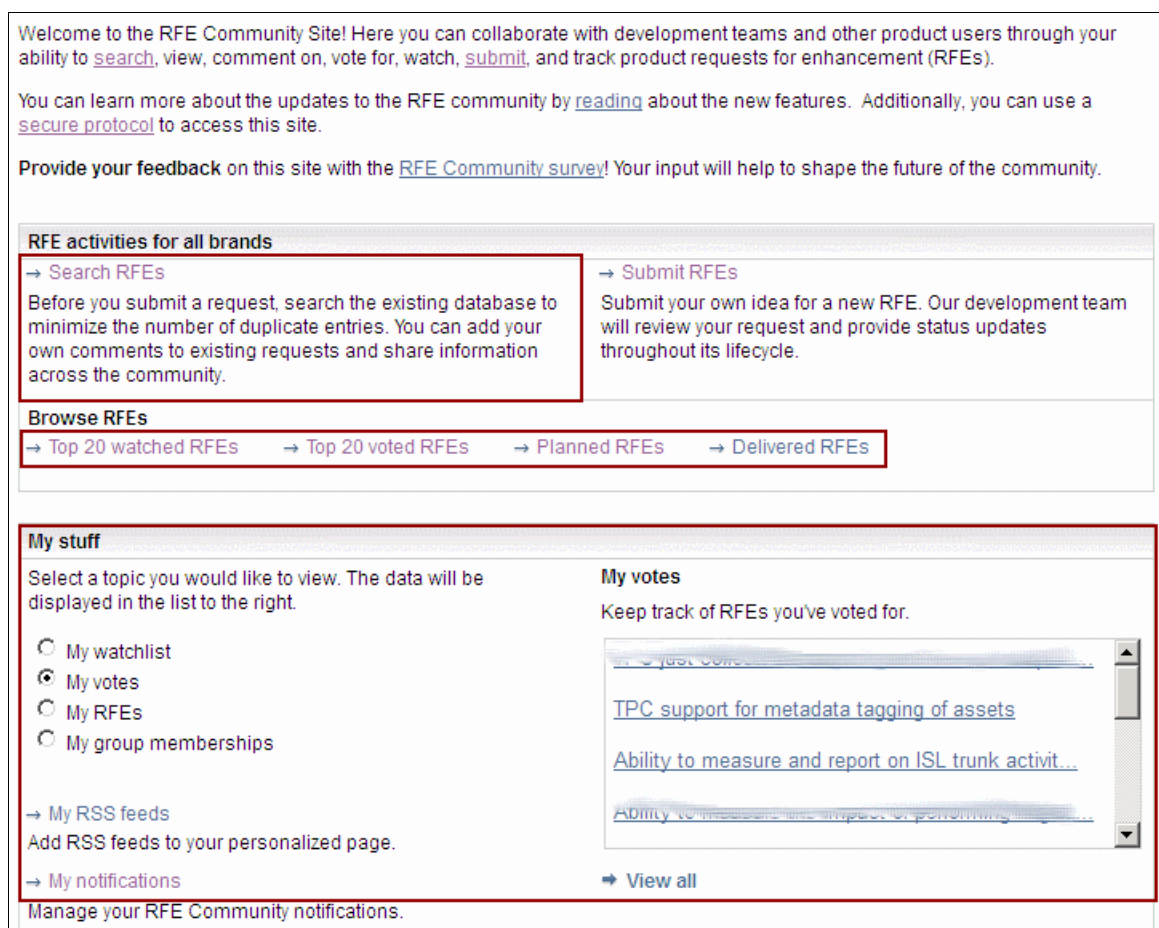 Welcome to the RFE Community Site! Here you can collaborate with development teams and other product users through your
ability to search, view, comment on, vote for, watch, submit, and track product requests for enhancement (RFEs).
You can learn more about the updates to the RFE community by reading about the new features. Additionally, you can use a
secure protocol to access this site.
Provide your feedback on this site with the RFE Community survey! Your input will help to shape the future of the community.
RFE activities for all brands
→ Search RFEs
Before you submit a request, search the existing database to
minimize the number of duplicate entries. You can add your
own comments to existing requests and share information
across the community.
→ Submit RFEs
Submit your own idea for a new RFE. Our development team
will review your request and provide status updates
throughout its lifecycle.
Browse RFEs
→ Top 20 watched RFEs → Top 20 voted RFEs → Planned RFEs → Delivered RFEs
My stuff
Select a topic you would like to view. The data will be
displayed in the list to the right.
My watchlist
My votes
My RFEs
My group memberships
→ My RSS feeds
Add RSS feeds to your personalized page.
→ My notifications
Manage your RFE Community notifications.
My votes
Keep track of RFEs you've voted for.
TPC support for metadata tagging of assets
Ability to measure and report on ISL trunk activit...
View all